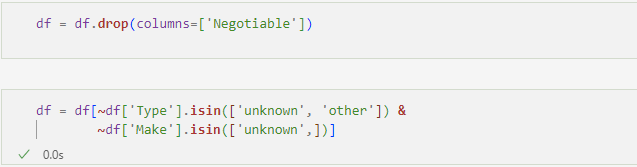 df = df.drop(columns=['Negotiable'])
df = df[~df['Type'].isin(['unknown', 'other']) &
~df['Make'].isin(['unknown',])]
0.0s